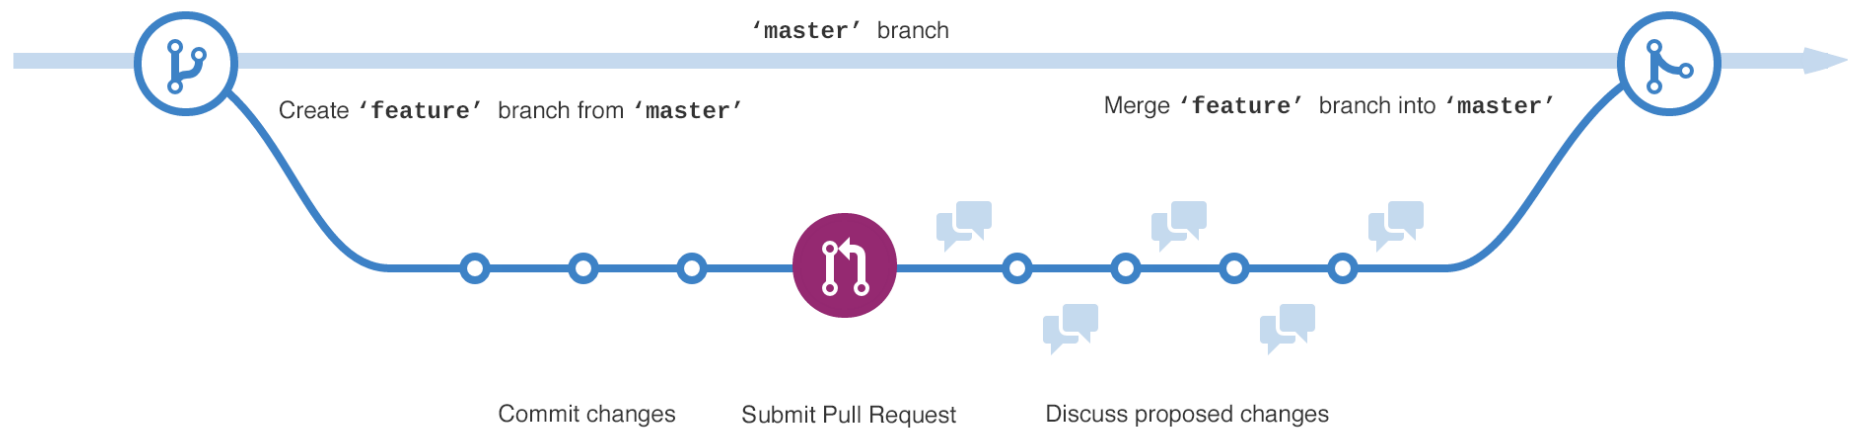 ‘master’ branch
Create ‘feature’ branch from ‘master’
Merge ‘feature’ branch into ‘master’
Commit changes
Submit Pull Request
Discuss proposed changes